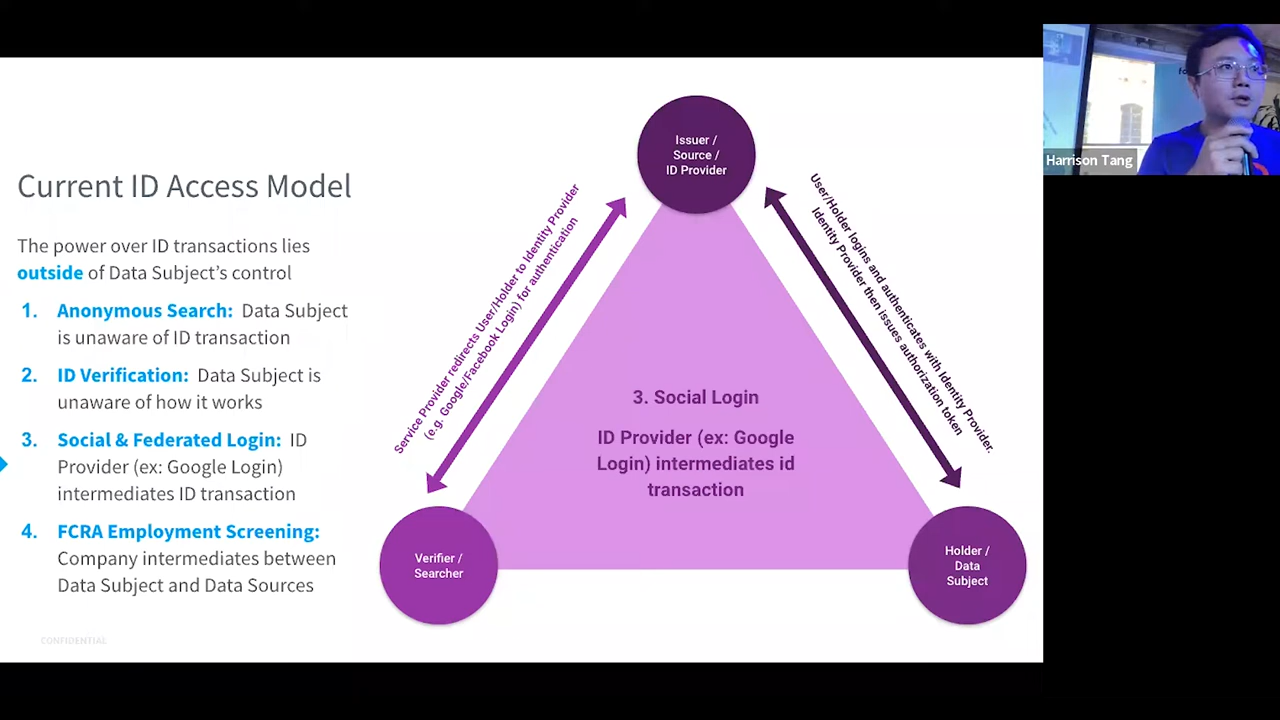 Current ID Access Model
The power over ID transactions lies
outside of Data Subject's control
1. Anonymous Search: Data Subject
is unaware of ID transaction
2. ID Verification: Data Subject is
unaware of how it works
3. Social & Federated Login: ID
Provider (ex: Google Login)
intermediates ID transaction
4. FCRA Employment Screening:
Company intermediates between
Data Subject and Data Sources
CONFIDENTIAL
Issuer /
Source /
ID Provider
Service Provider redirects User/Holder to Identity Provider
(e.g. Google/Facebook Login) for authentication
User/Holder logins and authenticates with Identity Provider.
Identity Provider then issues authorization token
3. Social Login
ID Provider (ex: Google
Login) intermediates id
transaction
Verifier /
Searcher
Holder /
Data
Subject
Harrison Tang